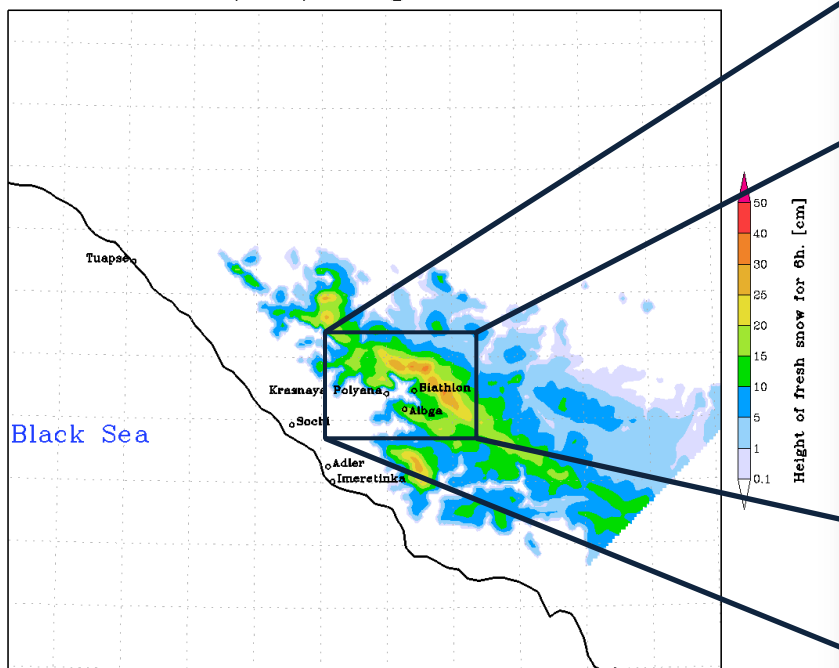 Tuapse
Krasnaya Polyana
Biathlon
Aibga
Sochi
Black Sea
Adler
Imeretinka
50
40
30
25
20
15
10
5
1
0.1
Height of fresh snow for 6h. [cm]